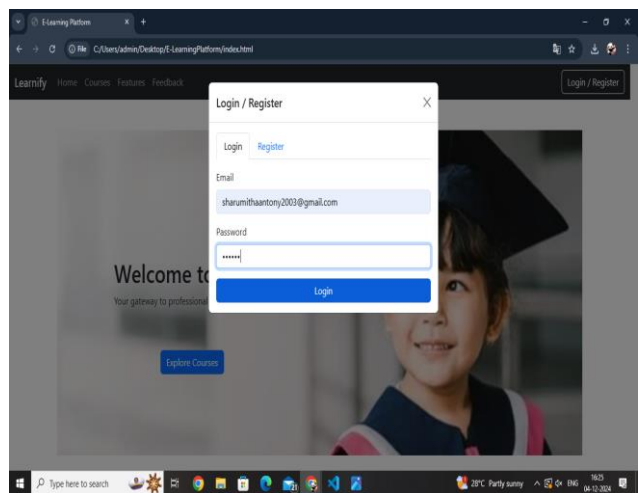 E-Learning Platform
File C:/Users/admin/Desktop/E-LearningPlatform/index.html
Learnify Home Courses Features Feedback Login / Register
Login / Register
Login Register
Email
sharumithaantony2003@gmail.com
Password
Login
Welcome to
Your gateway to professional
Explore Courses
Type here to search 28°C Partly sunny ENG 16:25
04-12-2024